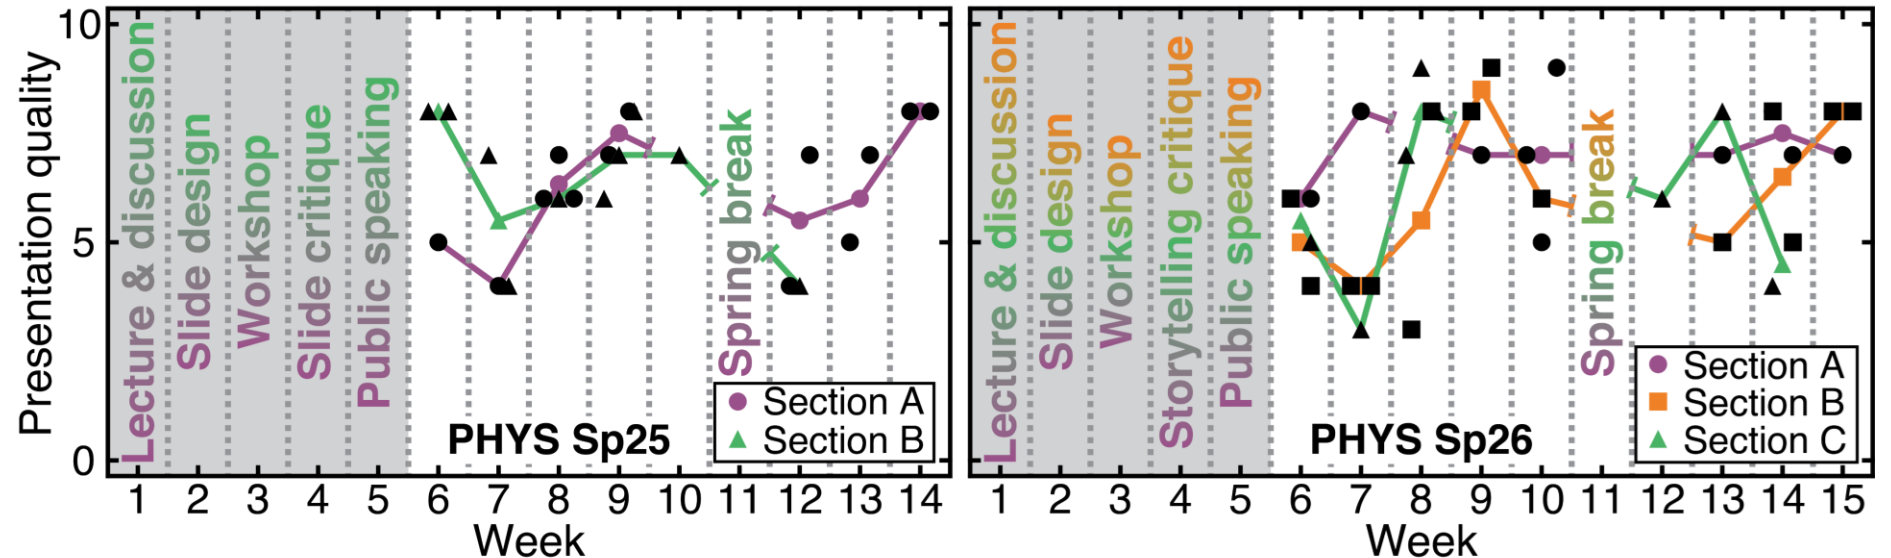 Presentation quality
10
5
0
Lecture & discussion
Slide design
Workshop
Slide critique
Public speaking
Spring break
PHYS Sp25
Section A
Section B
1 2 3 4 5 6 7 8 9 10 11 12 13 14
Week
Lecture & discussion
Slide design
Workshop
Storytelling critique
Public speaking
Spring break
PHYS Sp26
Section A
Section B
Section C
1 2 3 4 5 6 7 8 9 10 11 12 13 14 15
Week